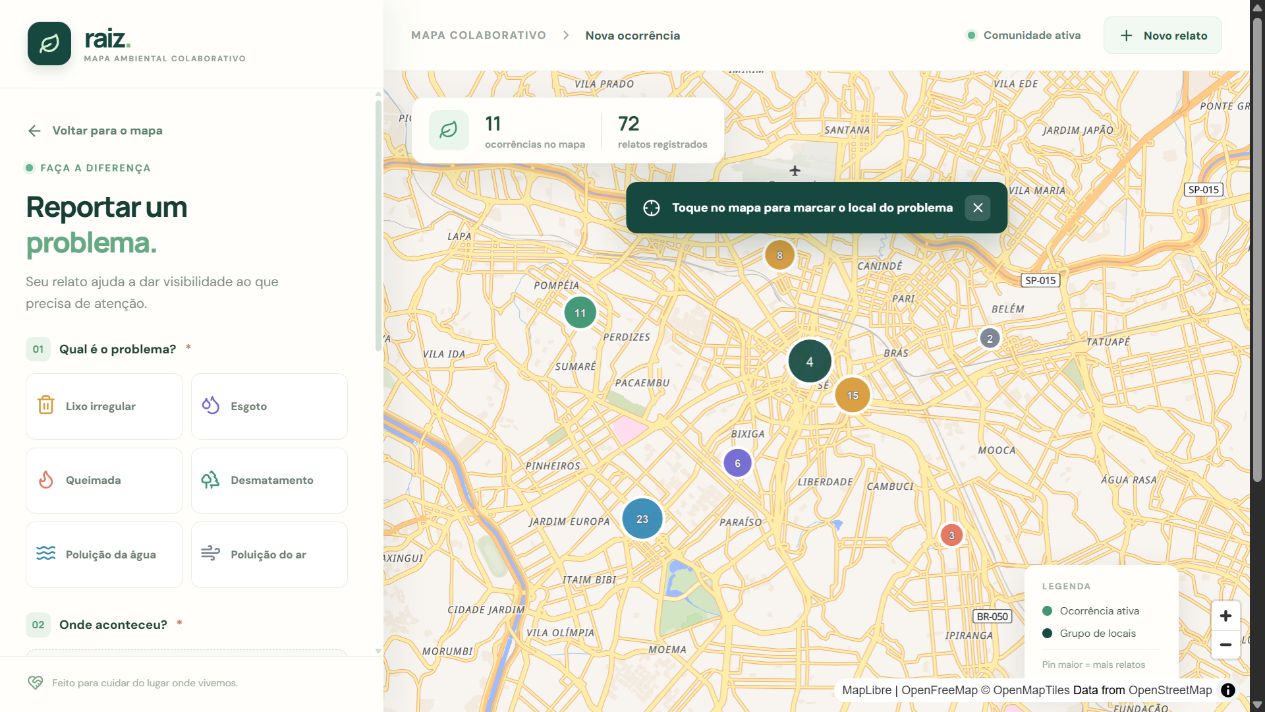 raiz.
MAPA AMBIENTAL COLABORATIVO
Voltar para o mapa
FAÇA A DIFERENÇA
Reportar um
problema.
Seu relato ajuda a dar visibilidade ao que
precisa de atenção.
01 Qual é o problema? *
Lixo irregular
Esgoto
Queimada
Desmatamento
Poluição da água
Poluição do ar
02 Onde aconteceu? *
Feito para cuidar do lugar onde vivemos.
MAPA COLABORATIVO > Nova ocorrência
Comunidade ativa
+ Novo relato
11
ocorrências no mapa
72
relatos registrados
Toque no mapa para marcar o local do problema
VILA PRADO
VILA EDE
SANTANA
JARDIM JAPÃO
VILA MARIA
SP-015
LAPA
8
CANINDÉ
SP-015
POMPÉIA
PARI
11
BELÉM
PERDIZES
2
TATUAPÉ
VILA IDA
SUMARÉ
4
BRÁS
PACAEMBU
15
BIXIGA
MOOCA
PINHEIROS
6
LIBERDADE
CAMBUCI
ÁGUA RASA
JARDIM EUROPA
23
PARAÍSO
3
ITAIM BIBI
CIDADE JARDIM
BR-050
VILA OLÍMPIA
IPIRANGA
MORUMBI
MOEMA
FUNDAÇÃO
LEGENDA
Ocorrência ativa
Grupo de locais
Pin maior = mais relatos
+
−
MapLibre | OpenFreeMap © OpenMapTiles Data from OpenStreetMap